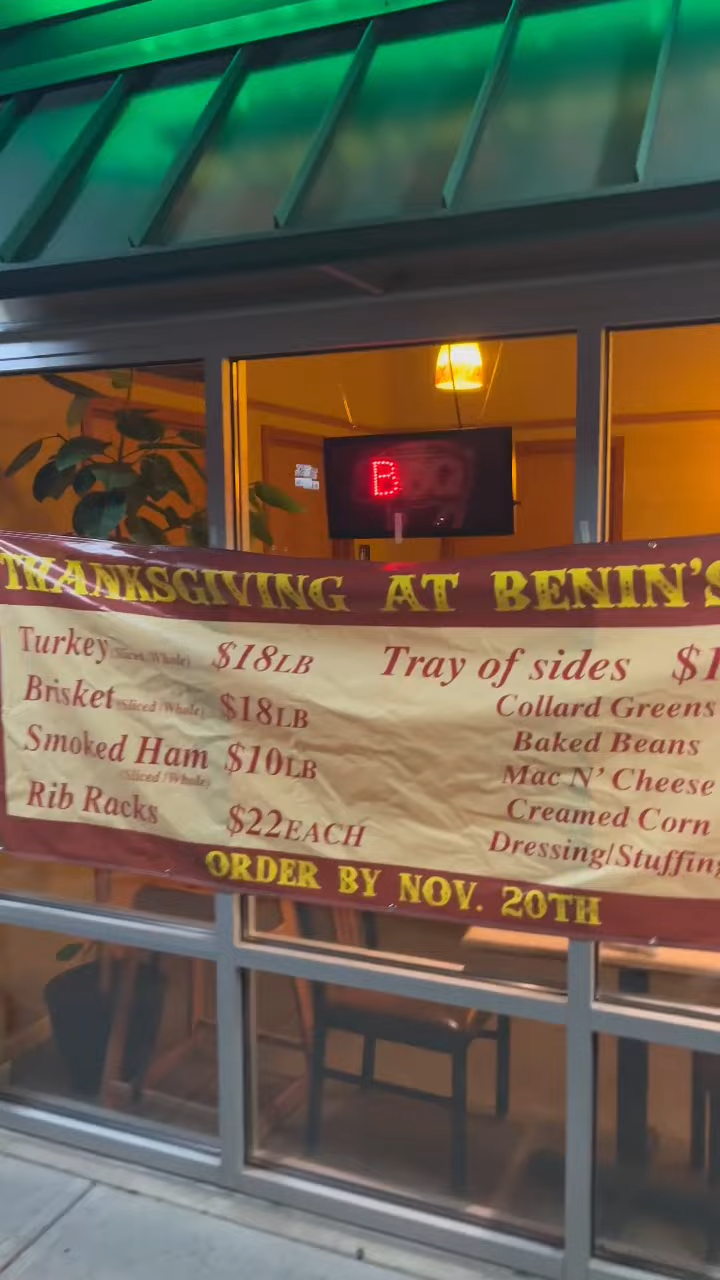 B
THANKSGIVING AT BENIN'S
Turkey (Sliced/Whole) $18LB
Brisket (Sliced/Whole) $18LB
Smoked Ham $10LB
(Sliced/Whole)
Rib Racks $22EACH
Tray of sides $1
Collard Greens
Baked Beans
Mac N' Cheese
Creamed Corn
Dressing/Stuffing
ORDER BY NOV. 20TH